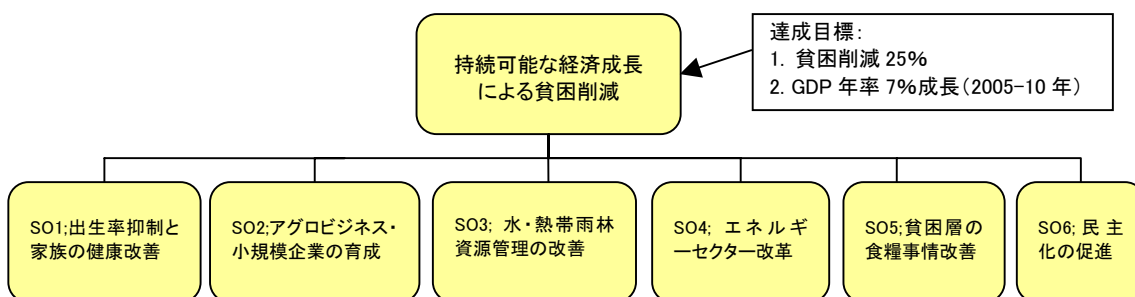 持続可能な経済成長
による貧困削減
達成目標:
1. 貧困削減 25%
2. GDP 年率 7%成長(2005-10 年)
SO1;出生率抑制と
家族の健康改善
SO2;アグロビジネス・
小規模企業の育成
SO3; 水・熱帯雨林
資源管理の改善
SO4; エネルギ
ーセクター改革
SO5;貧困層の
食糧事情改善
SO6; 民主
化の促進